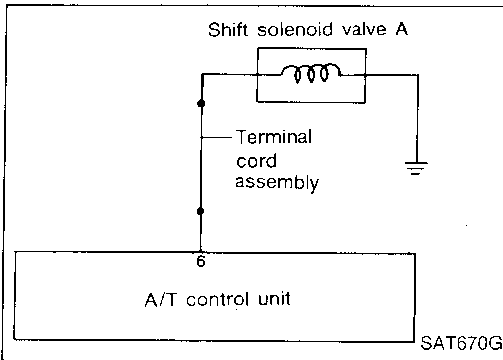 Shift solenoid valve A
Terminal
cord
assembly
6
A/T control unit
SAT670G